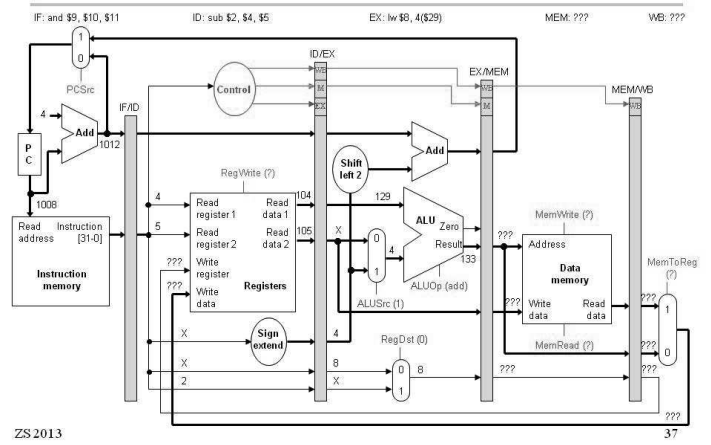 IF: and $9, $10, $11
ID: sub $2, $4, $5
EX: lw $8, 4($29)
MEM: ???
WB: ???
1
0
PCSrc
4
Add
P
C
1012
1008
IF/ID
Control
ID/EX
WB
M
EX
EX/MEM
WB
M
MEM/WB
WB
Read
address
Instruction
[31-0]
Instruction
memory
RegWrite (?)
4
5
???
???
Read
register 1
Read
data 1
Read
register 2
Read
data 2
Write
register
Write
data
Registers
104
105
129
X
Shift
left 2
Add
0
1
4
ALUSrc (1)
ALU
Zero
Result
133
ALUOp (add)
???
???
MemWrite (?)
Address
Data
memory
Write
data
Read
data
MemRead (?)
MemToReg
(?)
???
1
???
0
X
Sign
extend
4
RegDst (0)
X
8
0
8
???
???
2
X
1
???
ZS 2013
37